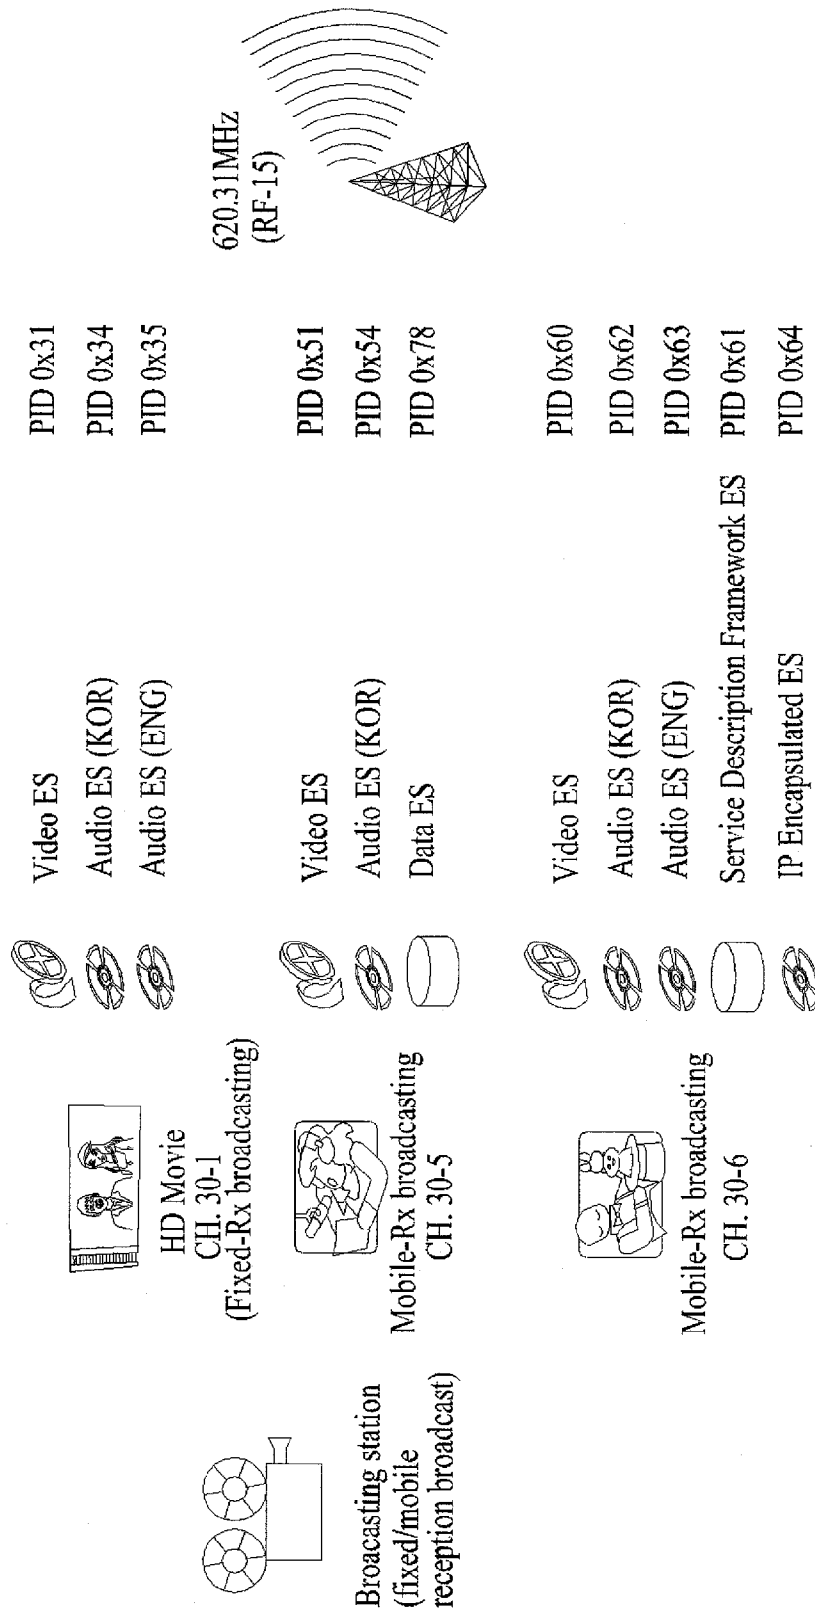 Broacasting station
(fixed/mobile
reception broadcast)
HD Movie
CH. 30-1
(Fixed-Rx broadcasting)
Video ES PID 0x31
Audio ES (KOR) PID 0x34
Audio ES (ENG) PID 0x35
Mobile-Rx broadcasting
CH. 30-5
Video ES PID 0x51
Audio ES (KOR) PID 0x54
Data ES PID 0x78
Mobile-Rx broadcasting
CH. 30-6
Video ES PID 0x60
Audio ES (KOR) PID 0x62
Audio ES (ENG) PID 0x63
Service Description Framework ES PID 0x61
IP Encapsulated ES PID 0x64
620.31MHz
(RF-15)